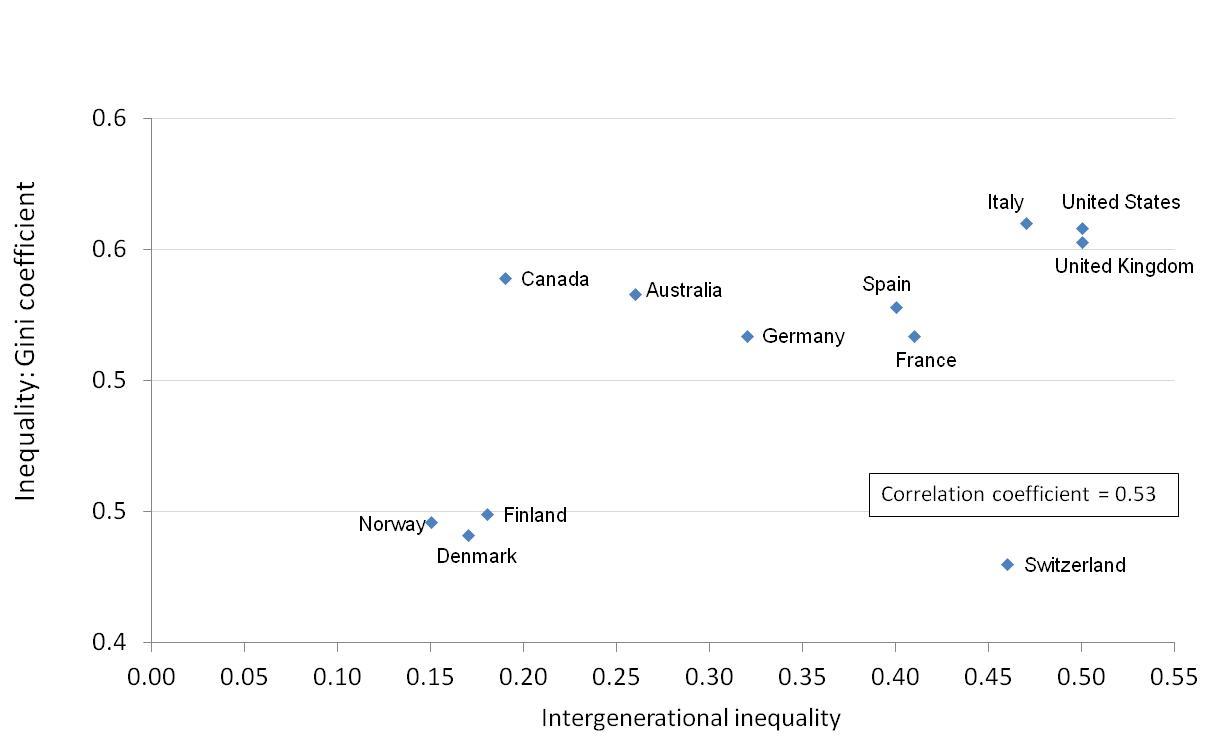 0.6
Inequality: Gini coefficient
Italy
United States
0.6
United Kingdom
Canada
Australia
Spain
Germany
France
0.5
Correlation coefficient = 0.53
0.5
Norway
Finland
Denmark
Switzerland
0.4
0.00 0.05 0.10 0.15 0.20 0.25 0.30 0.35 0.40 0.45 0.50 0.55
Intergenerational inequality